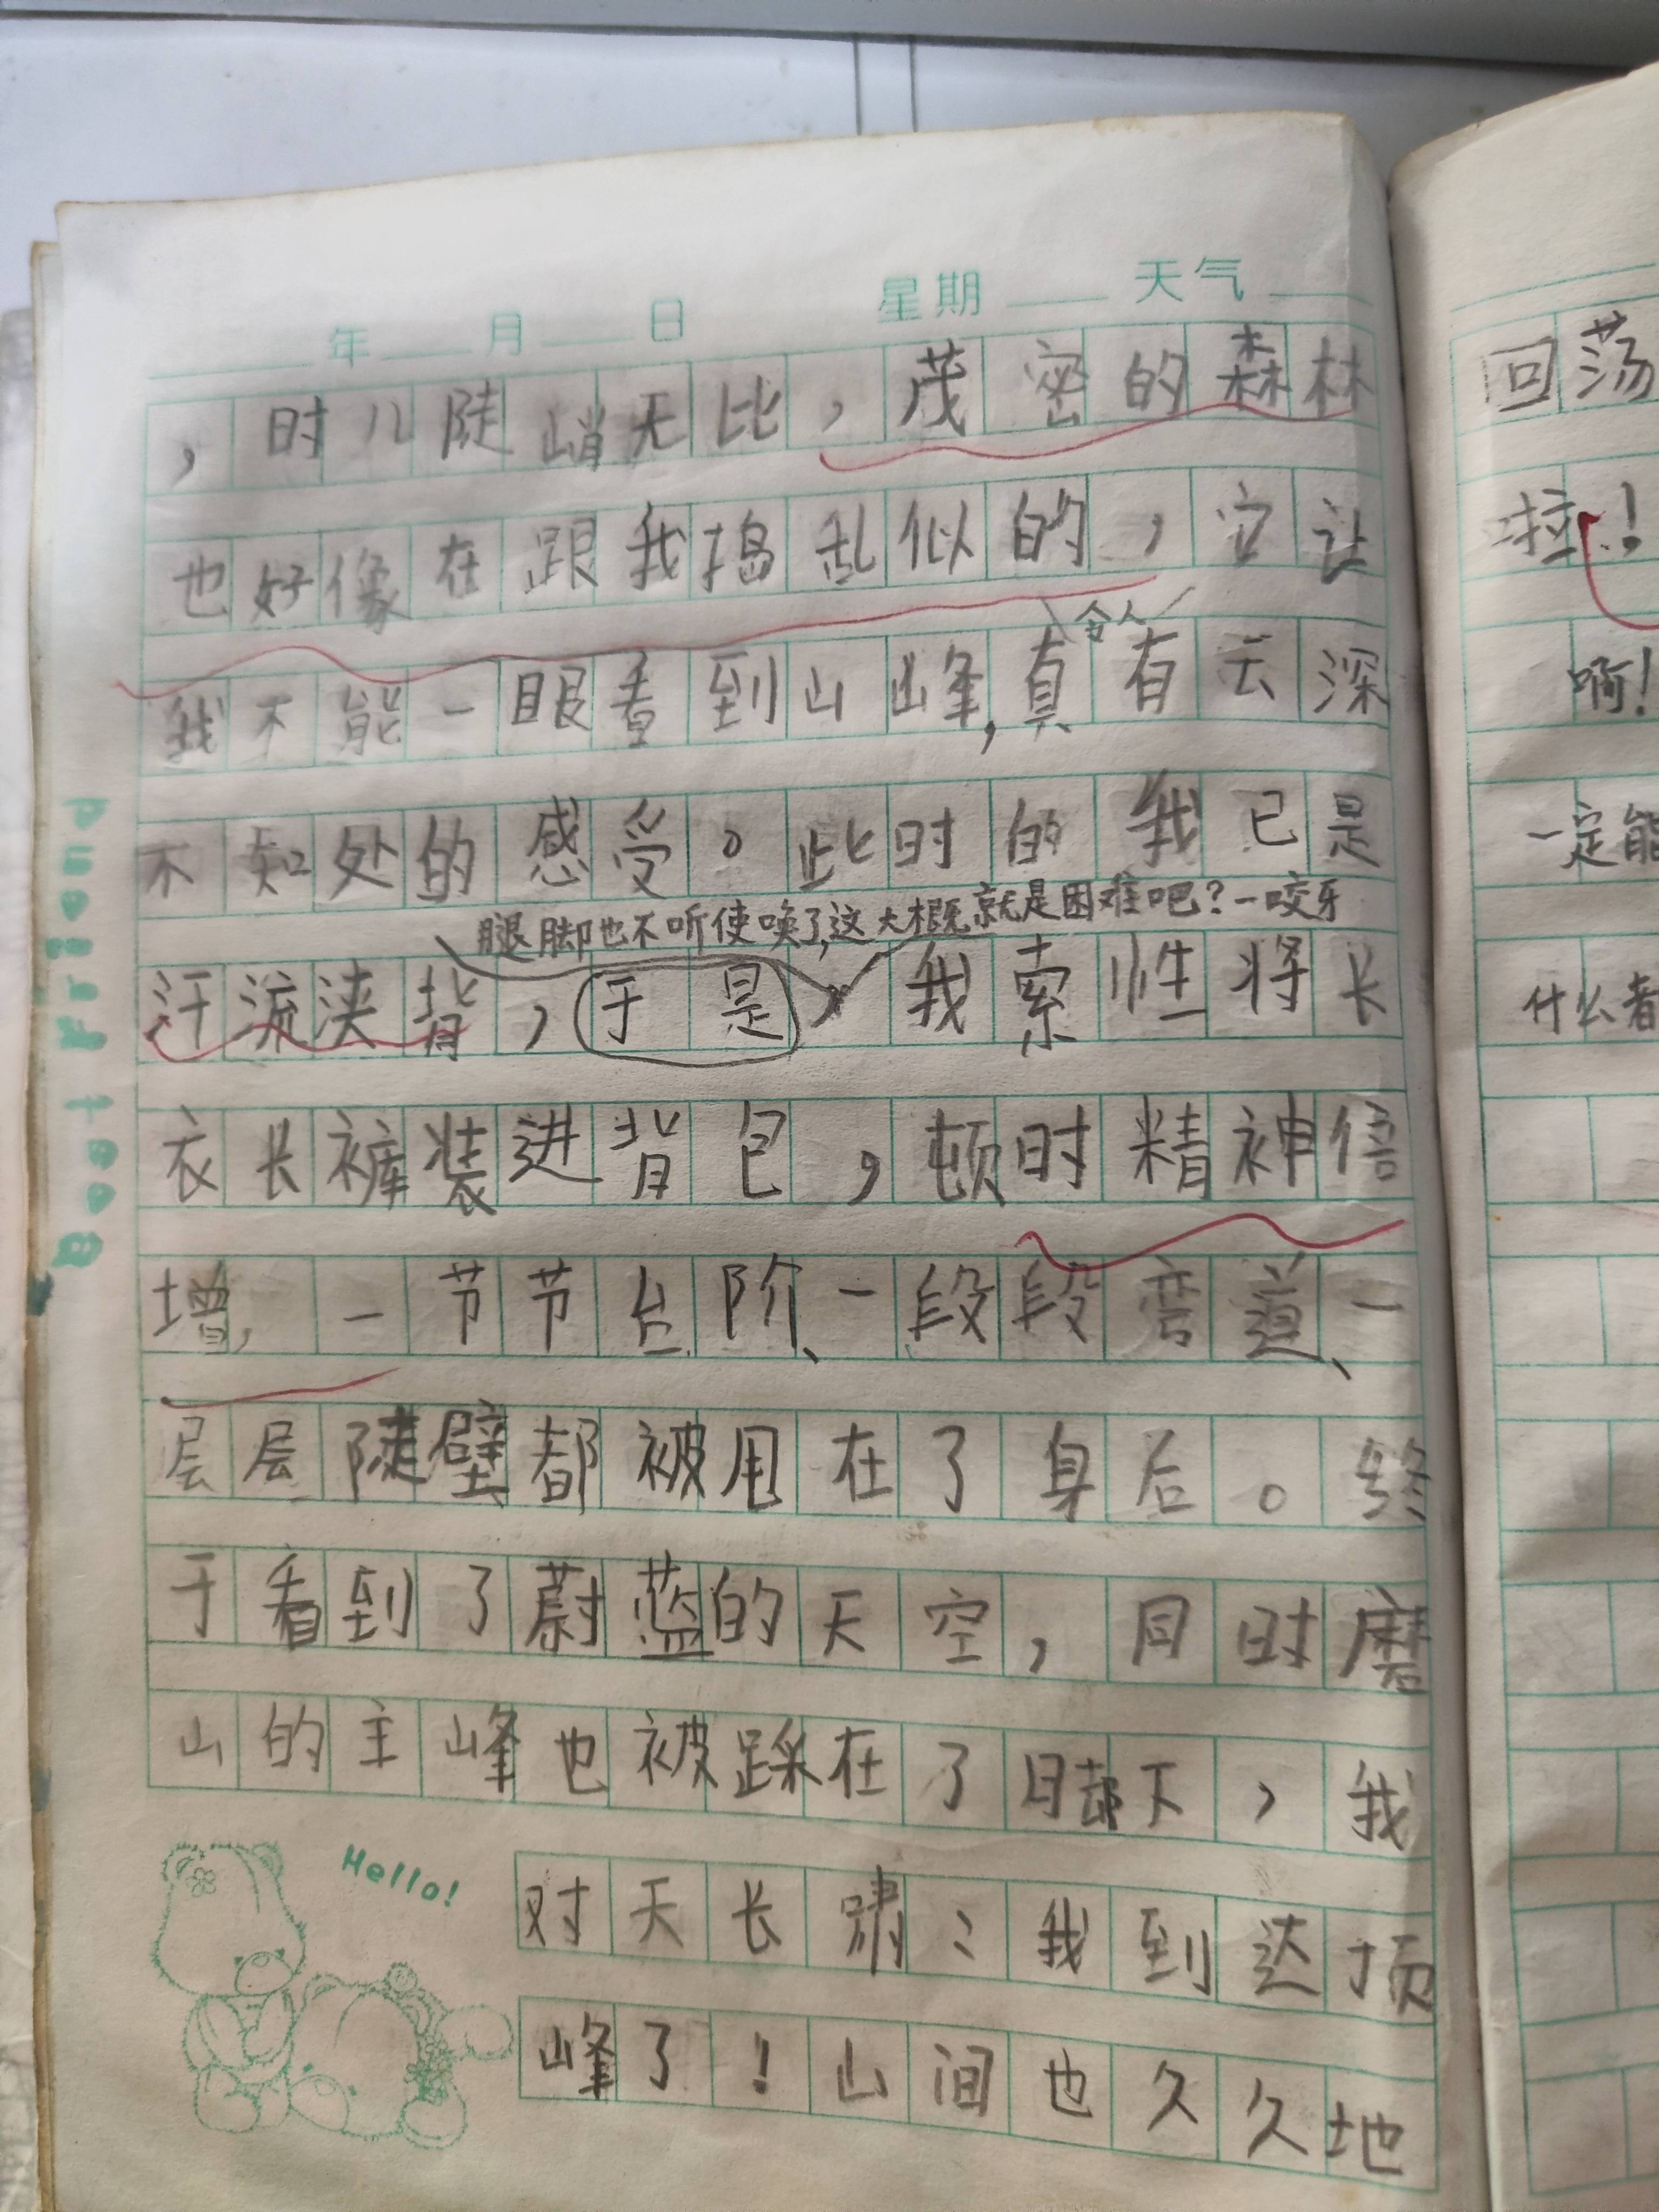 年 月 日 星期 天气
，时儿陡峭无比，茂密的森林
也好像在跟我捣乱似的，它让
令人
我不能一眼看到山峰，真有云深
不知处的感受。此时的我已是
腿脚也不听使唤了，这大概就是困难吧？一咬牙
汗流浃背，于是，我索性将长
衣长裤装进背包，顿时精神倍
增，一节节台阶、一段段弯道、一
层层陡壁都被甩在了身后。终
于看到了蔚蓝的天空，同时磨
山的主峰也被踩在了脚下，我
对天长啸：我到达顶
峰了！山间也久久地
Hello!
Best Friend
回荡
啦！
啊！
一定能
什么者